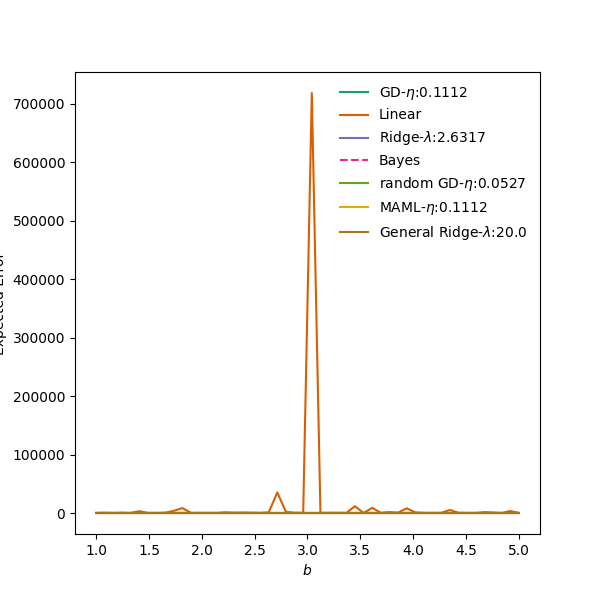 700000
600000
500000
400000
300000
200000
100000
0
Expected Error
1.0 1.5 2.0 2.5 3.0 3.5 4.0 4.5 5.0
b
GD-η:0.1112
Linear
Ridge-λ:2.6317
Bayes
random GD-η:0.0527
MAML-η:0.1112
General Ridge-λ:20.0